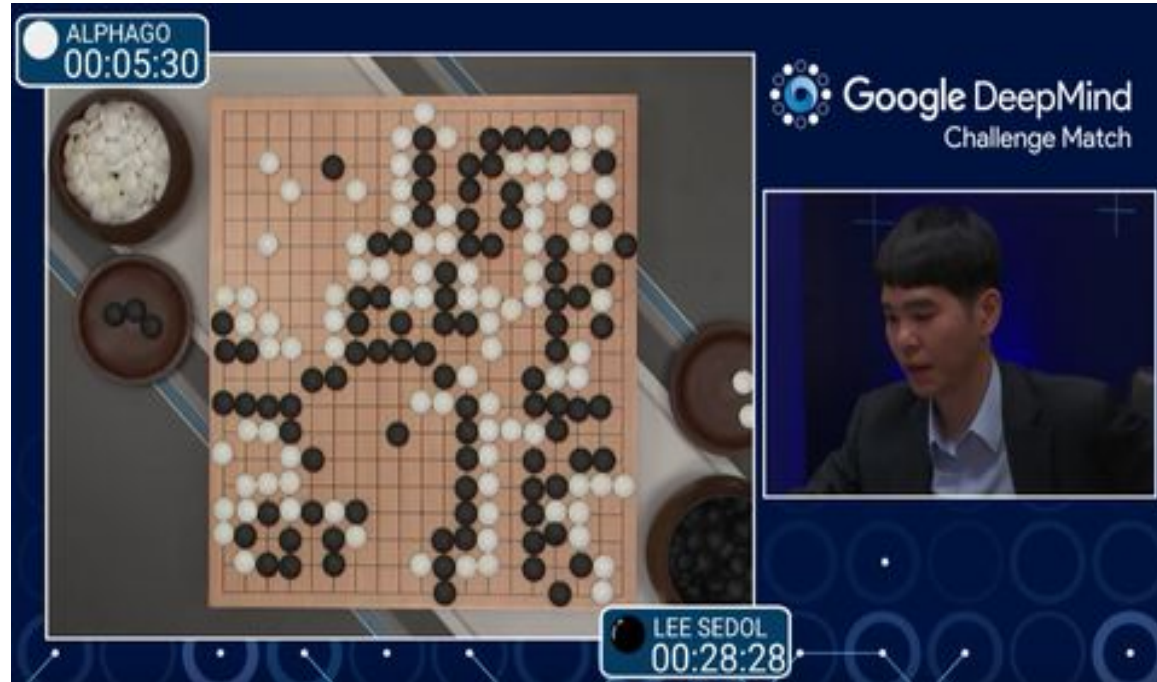 ALPHAGO
00:05:30
Google DeepMind
Challenge Match
LEE SEDOL
00:28:28